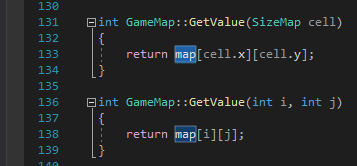 130
131 int GameMap::GetValue(SizeMap cell)
132 {
133 return map[cell.x][cell.y];
134 }
135
136 int GameMap::GetValue(int i, int j)
137 {
138 return map[i][j];
139 }
140